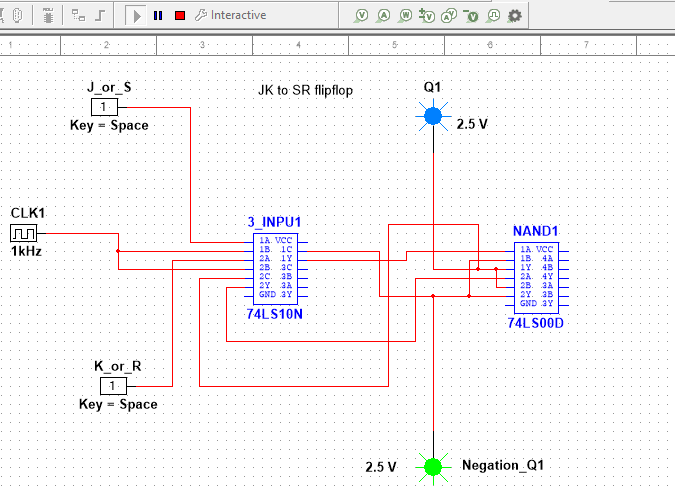 Interactive
1 2 3 4 5 6 7
J_or_S
1
Key = Space
JK to SR flipflop
Q1
2.5 V
CLK1
1kHz
3_INPU1
1A VCC
1B 1C
2A 1Y
2B 3C
2C 3B
2Y 3A
GND 3Y
74LS10N
NAND1
1A VCC
1B 4A
1Y 4B
2A 4Y
2B 3A
2Y 3B
GND 3Y
74LS00D
K_or_R
1
Key = Space
2.5 V
Negation_Q1